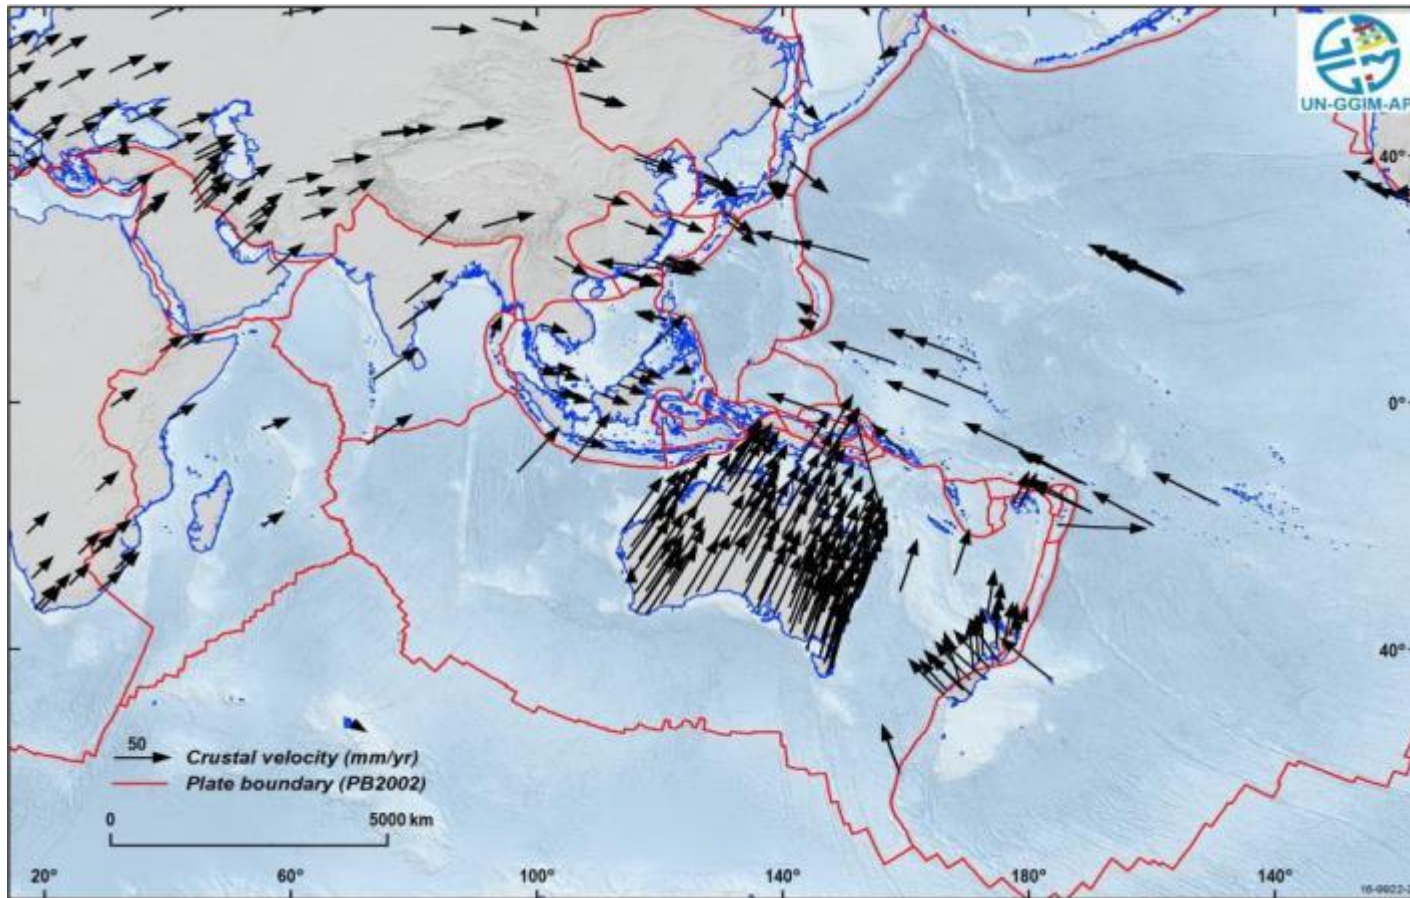 UN-GGIM-AP
40°
0°
40°
50
Crustal velocity (mm/yr)
Plate boundary (PB2002)
0 5000 km
20° 60° 100° 140° 180° 140°